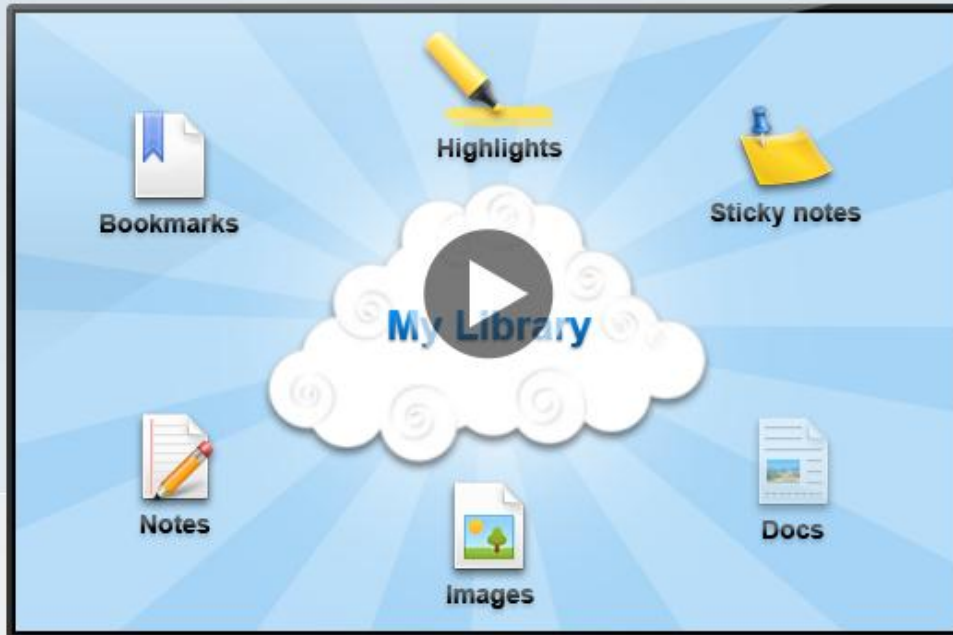 Highlights
Bookmarks
Sticky notes
My Library
Notes
Docs
Images